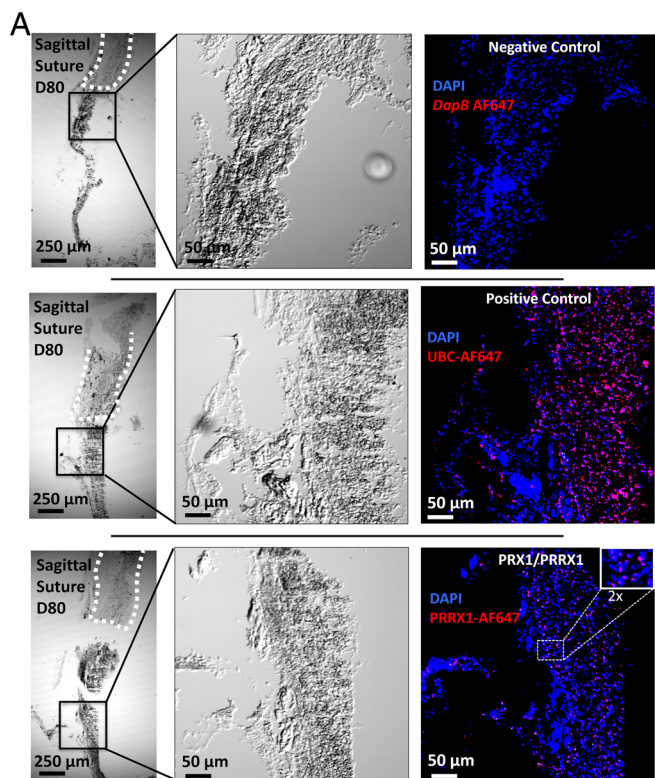 A
Sagittal
Suture
D80
250 µm
50 µm
Negative Control
DAPI
DapB AF647
50 µm
Sagittal
Suture
D80
250 µm
50 µm
Positive Control
DAPI
UBC-AF647
50 µm
Sagittal
Suture
D80
250 µm
50 µm
PRX1/PRRX1
DAPI
PRRX1-AF647
2x
50 µm